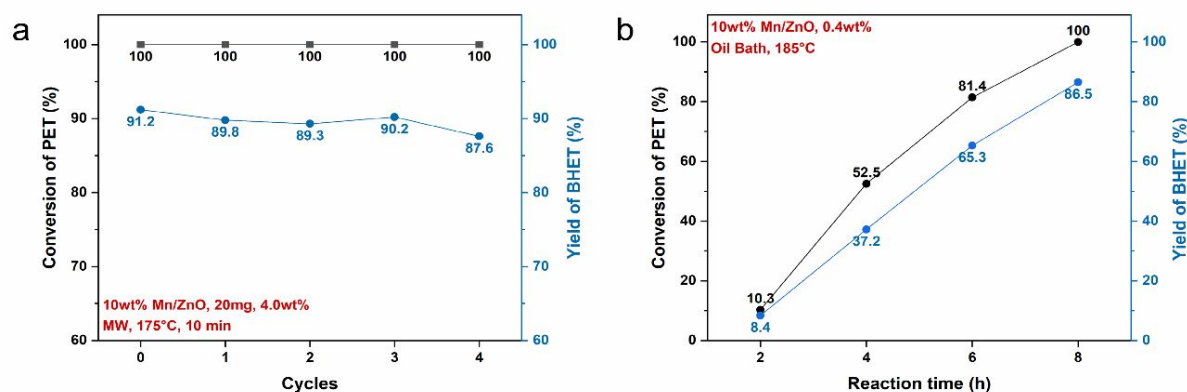 a
Conversion of PET (%)
100
90
80
70
60
100 100 100 100 100
91.2 89.8 89.3 90.2 87.6
10wt% Mn/ZnO, 20mg, 4.0wt%
MW, 175°C, 10 min
0 1 2 3 4
Cycles
100
90
80
70
60
Yield of BHET (%)
b
Conversion of PET (%)
100
80
60
40
20
0
10wt% Mn/ZnO, 0.4wt%
Oil Bath, 185°C
10.3 52.5 81.4 100
8.4 37.2 65.3 86.5
2 4 6 8
Reaction time (h)
100
80
60
40
20
0
Yield of BHET (%)